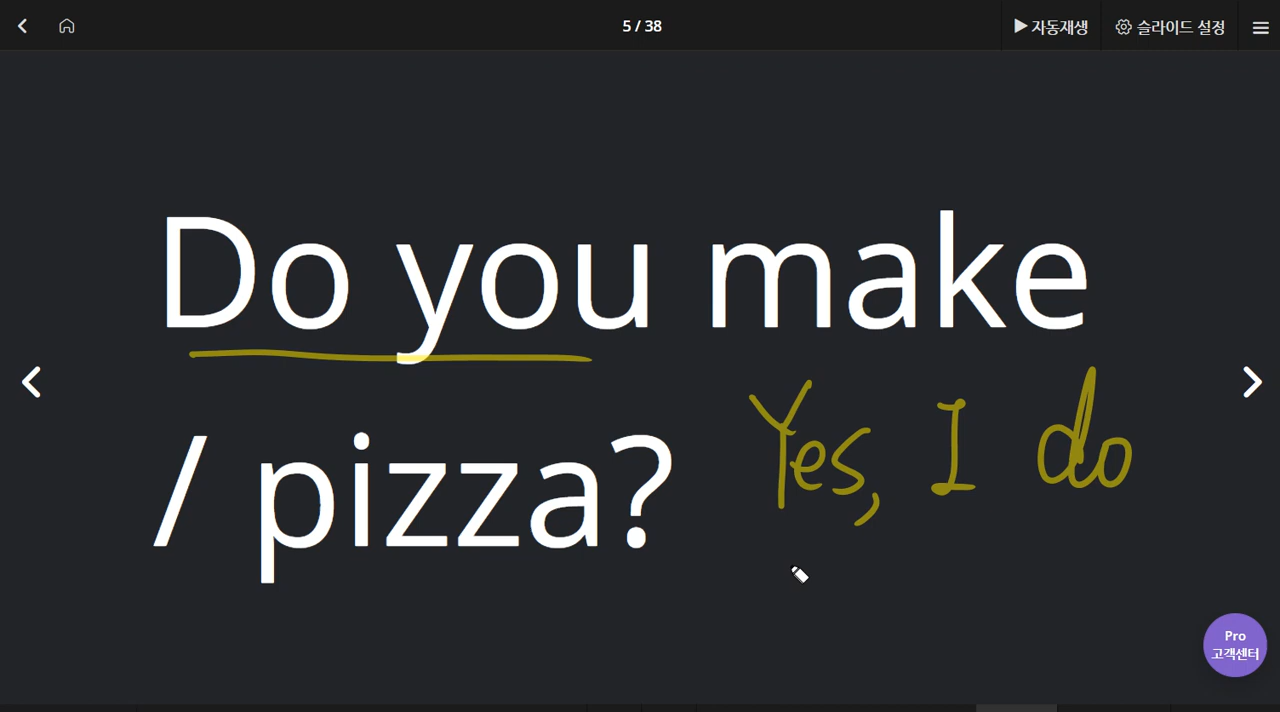 5 / 38
▶ 자동재생
슬라이드 설정
Do you make
/ pizza?
Yes, I do
Pro
고객센터